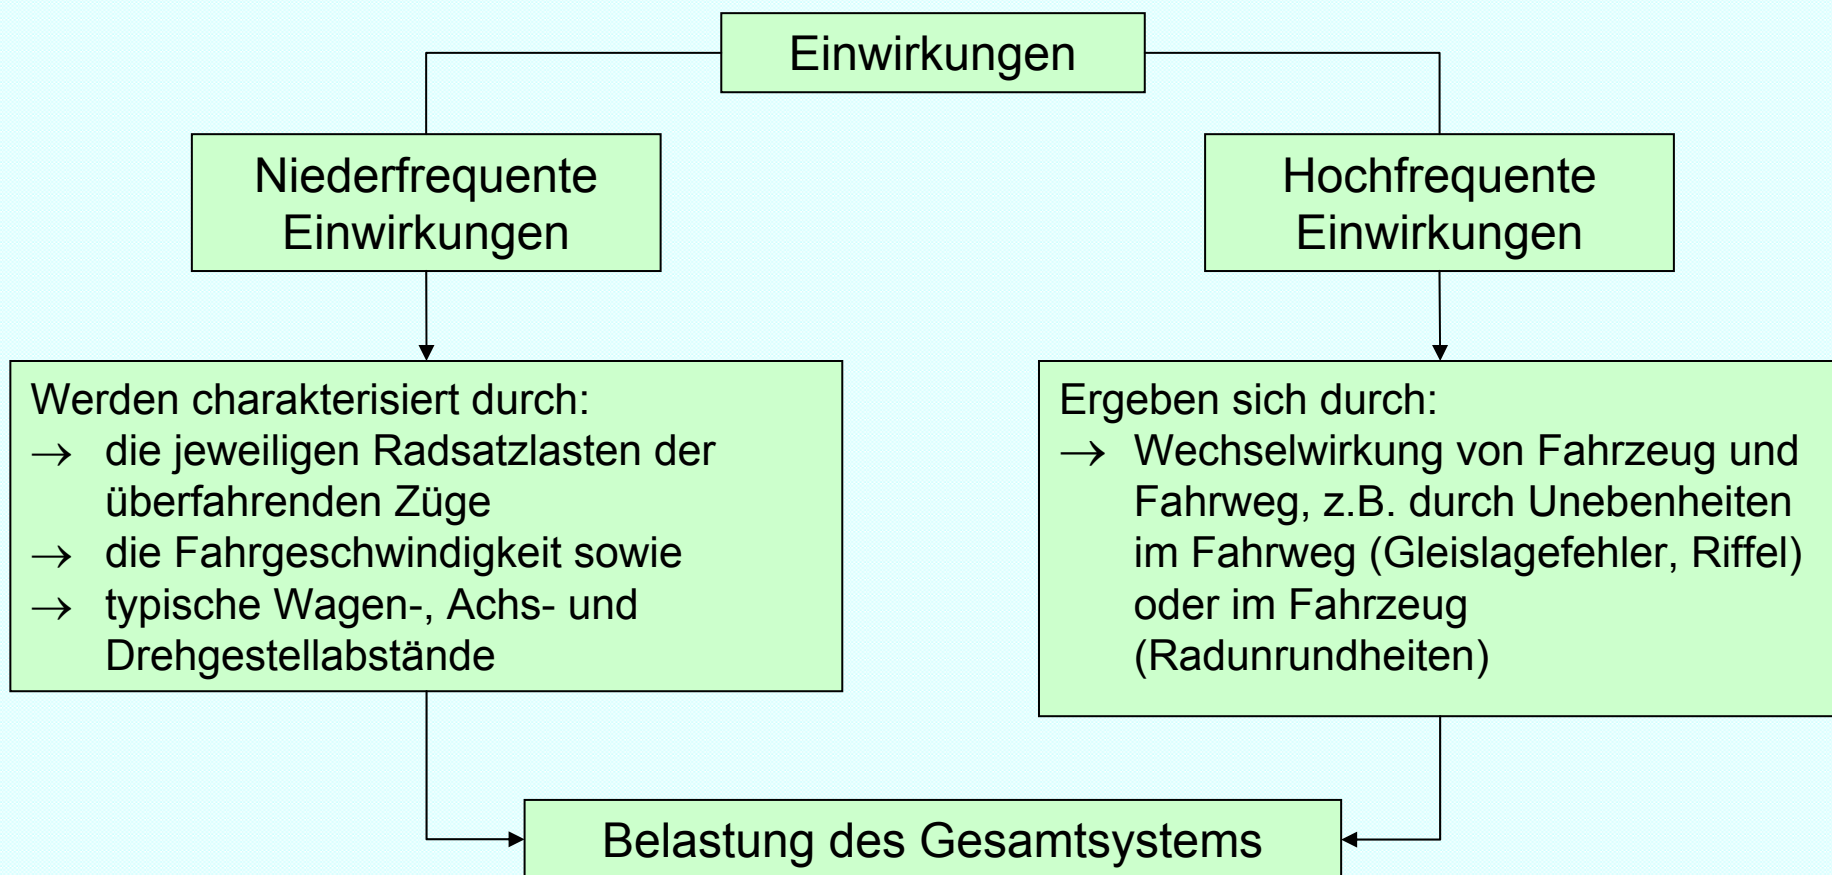 Einwirkungen
Niederfrequente
Einwirkungen
Hochfrequente
Einwirkungen
Werden charakterisiert durch:
→ die jeweiligen Radsatzlasten der
überfahrenden Züge
→ die Fahrgeschwindigkeit sowie
→ typische Wagen-, Achs- und
Drehgestellabstände
Ergeben sich durch:
→ Wechselwirkung von Fahrzeug und
Fahrweg, z.B. durch Unebenheiten
im Fahrweg (Gleislagefehler, Riffel)
oder im Fahrzeug
(Radunrundheiten)
Belastung des Gesamtsystems